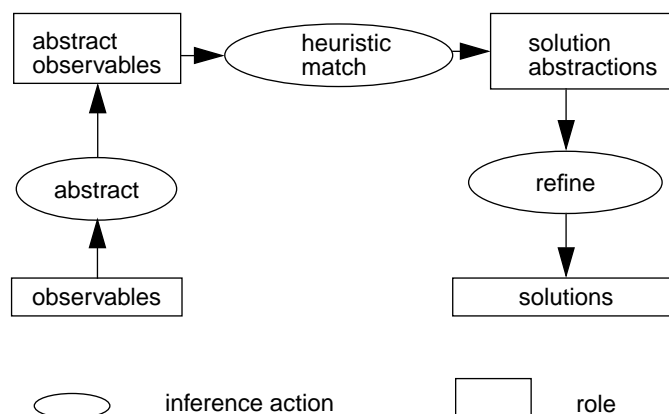 abstract
observables
heuristic
match
solution
abstractions
abstract
refine
observables
solutions
inference action
role